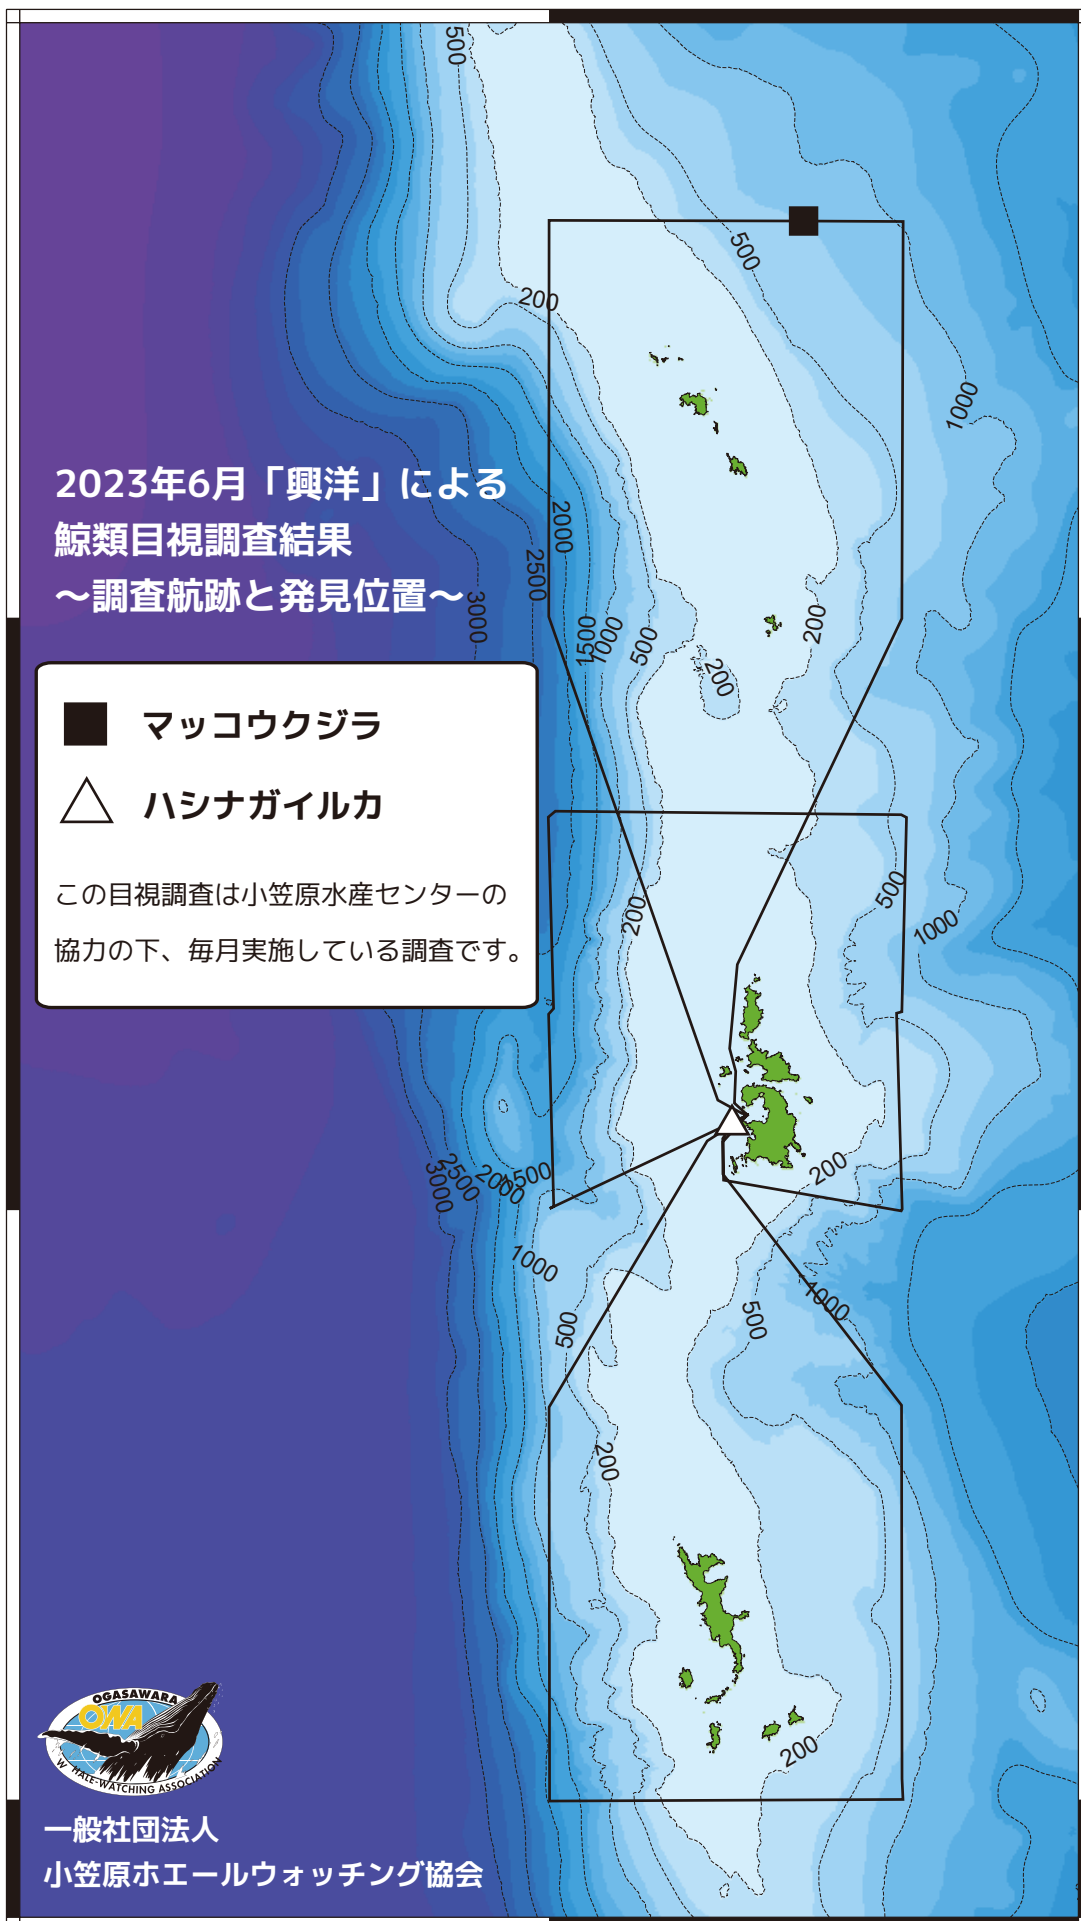 500
500
200
1000
2023年6月「興洋」による
鯨類目視調査結果
～調査航跡と発見位置～
2000
2500
3000
1500
1000
500
200
200
マッコウクジラ
ハシナガイルカ
この目視調査は小笠原水産センターの
協力の下、毎月実施している調査です。
200
500
1000
3000
2500
2000
1500
200
1000
500
500
1000
200
200
OGASAWARA
OWA
WHALE-WATCHING ASSOCIATION
一般社団法人
小笠原ホエールウォッチング協会